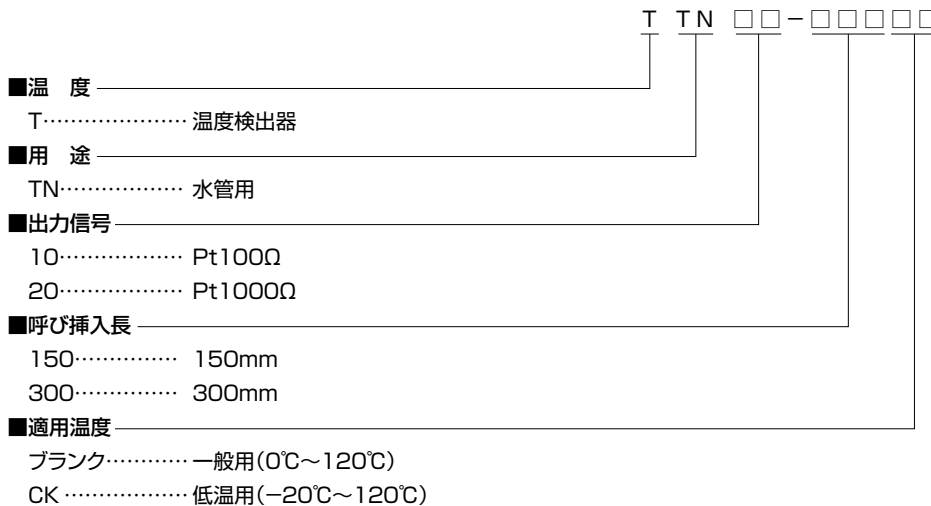 T TN □□−□□□□□
■温　度
T………………… 温度検出器
■用　途
TN……………… 水管用
■出力信号
10……………… Pt100Ω
20……………… Pt1000Ω
■呼び挿入長
150…………… 150mm
300…………… 300mm
■適用温度
ブランク………… 一般用(0℃～120℃)
CK ……………… 低温用(−20℃～120℃)